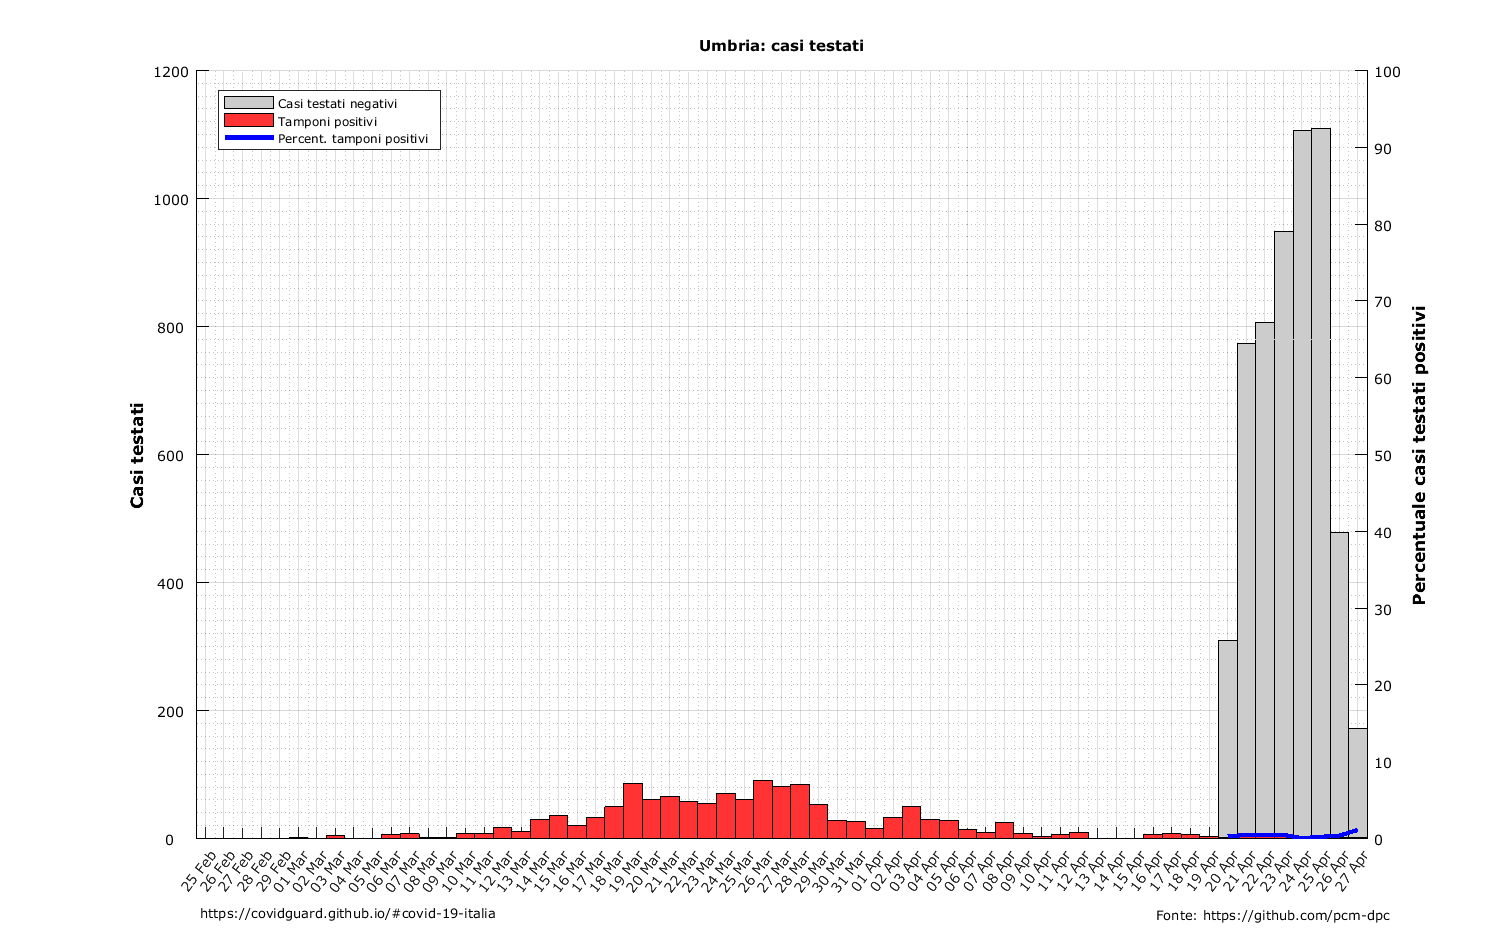 Umbria: casi testati
Casi testati negativi
Tamponi positivi
Percent. tamponi positivi
Casi testati
1200
1000
800
600
400
200
0
100
90
80
70
60
50
40
30
20
10
0
Percentuale casi testati positivi
25 Feb
26 Feb
27 Feb
28 Feb
29 Feb
01 Mar
02 Mar
03 Mar
04 Mar
05 Mar
06 Mar
07 Mar
08 Mar
09 Mar
10 Mar
11 Mar
12 Mar
13 Mar
14 Mar
15 Mar
16 Mar
17 Mar
18 Mar
19 Mar
20 Mar
21 Mar
22 Mar
23 Mar
24 Mar
25 Mar
26 Mar
27 Mar
28 Mar
29 Mar
30 Mar
31 Mar
01 Apr
02 Apr
03 Apr
04 Apr
05 Apr
06 Apr
07 Apr
08 Apr
09 Apr
10 Apr
11 Apr
12 Apr
13 Apr
14 Apr
15 Apr
16 Apr
17 Apr
18 Apr
19 Apr
20 Apr
21 Apr
22 Apr
23 Apr
24 Apr
25 Apr
26 Apr
27 Apr
https://covidguard.github.io/#covid-19-italia
Fonte: https://github.com/pcm-dpc